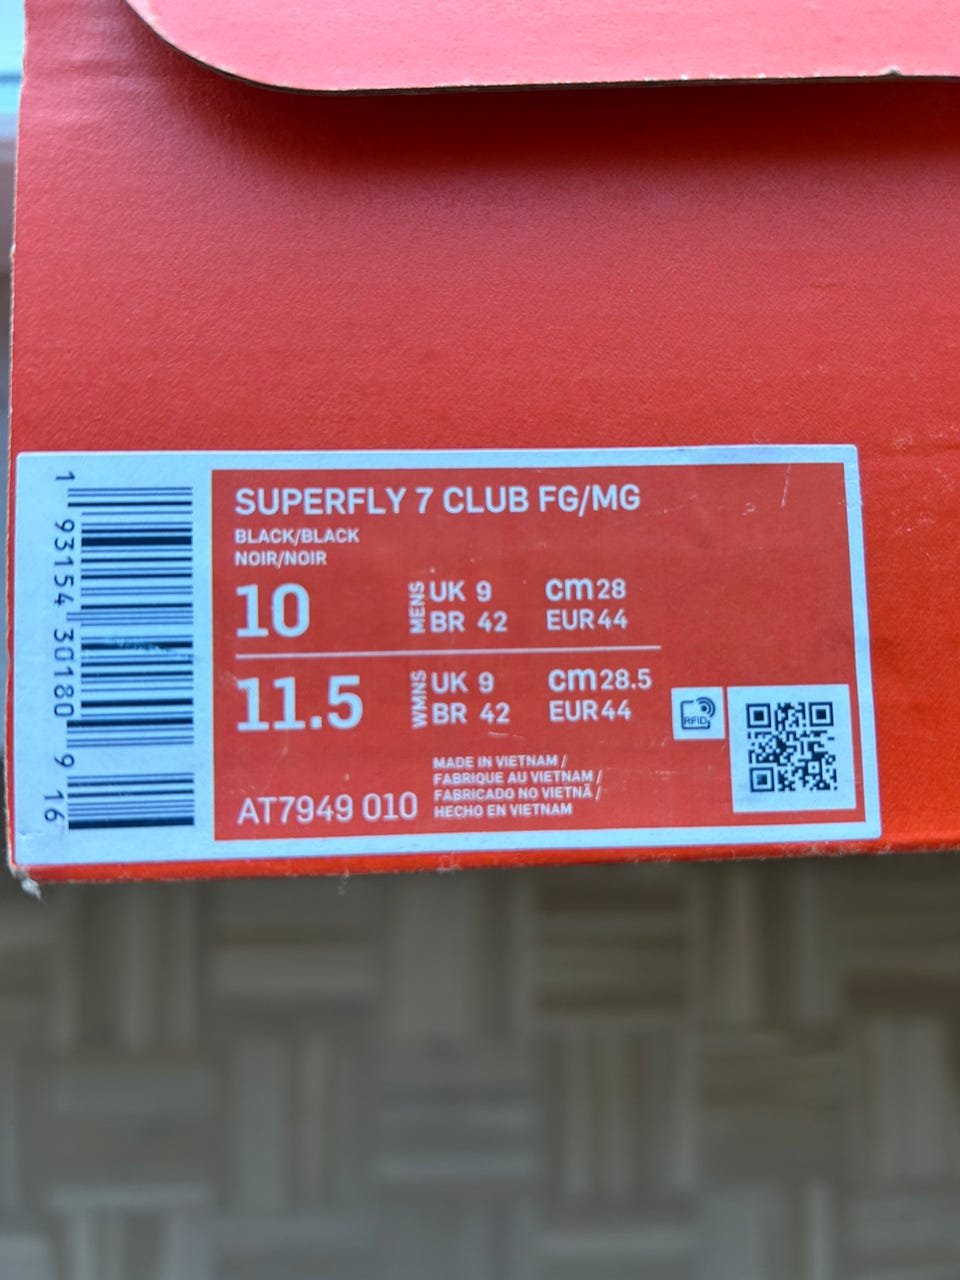 1 93154 30180 9 16
SUPERFLY 7 CLUB FG/MG
BLACK/BLACK
NOIR/NOIR
10 MENS UK 9 cm 28
BR 42 EUR 44
11.5 WMNS UK 9 cm 28.5
BR 42 EUR 44
RFID
MADE IN VIETNAM /
FABRIQUE AU VIETNAM /
FABRICADO NO VIETNÃ /
HECHO EN VIETNAM
AT7949 010